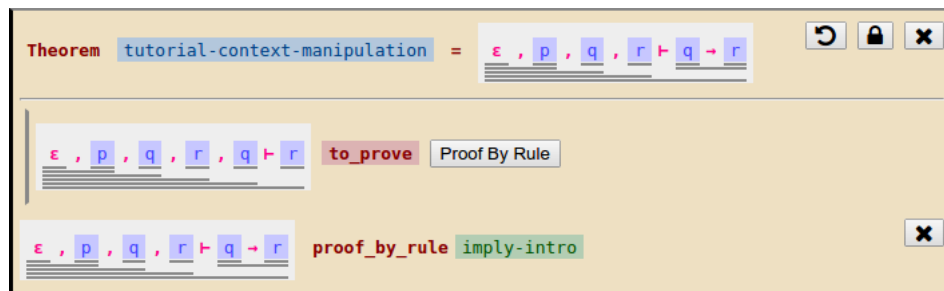 Theorem tutorial-context-manipulation = ε , p , q , r ⊢ q → r
ε , p , q , r , q ⊢ r to_prove Proof By Rule
ε , p , q , r ⊢ q → r proof_by_rule imply-intro